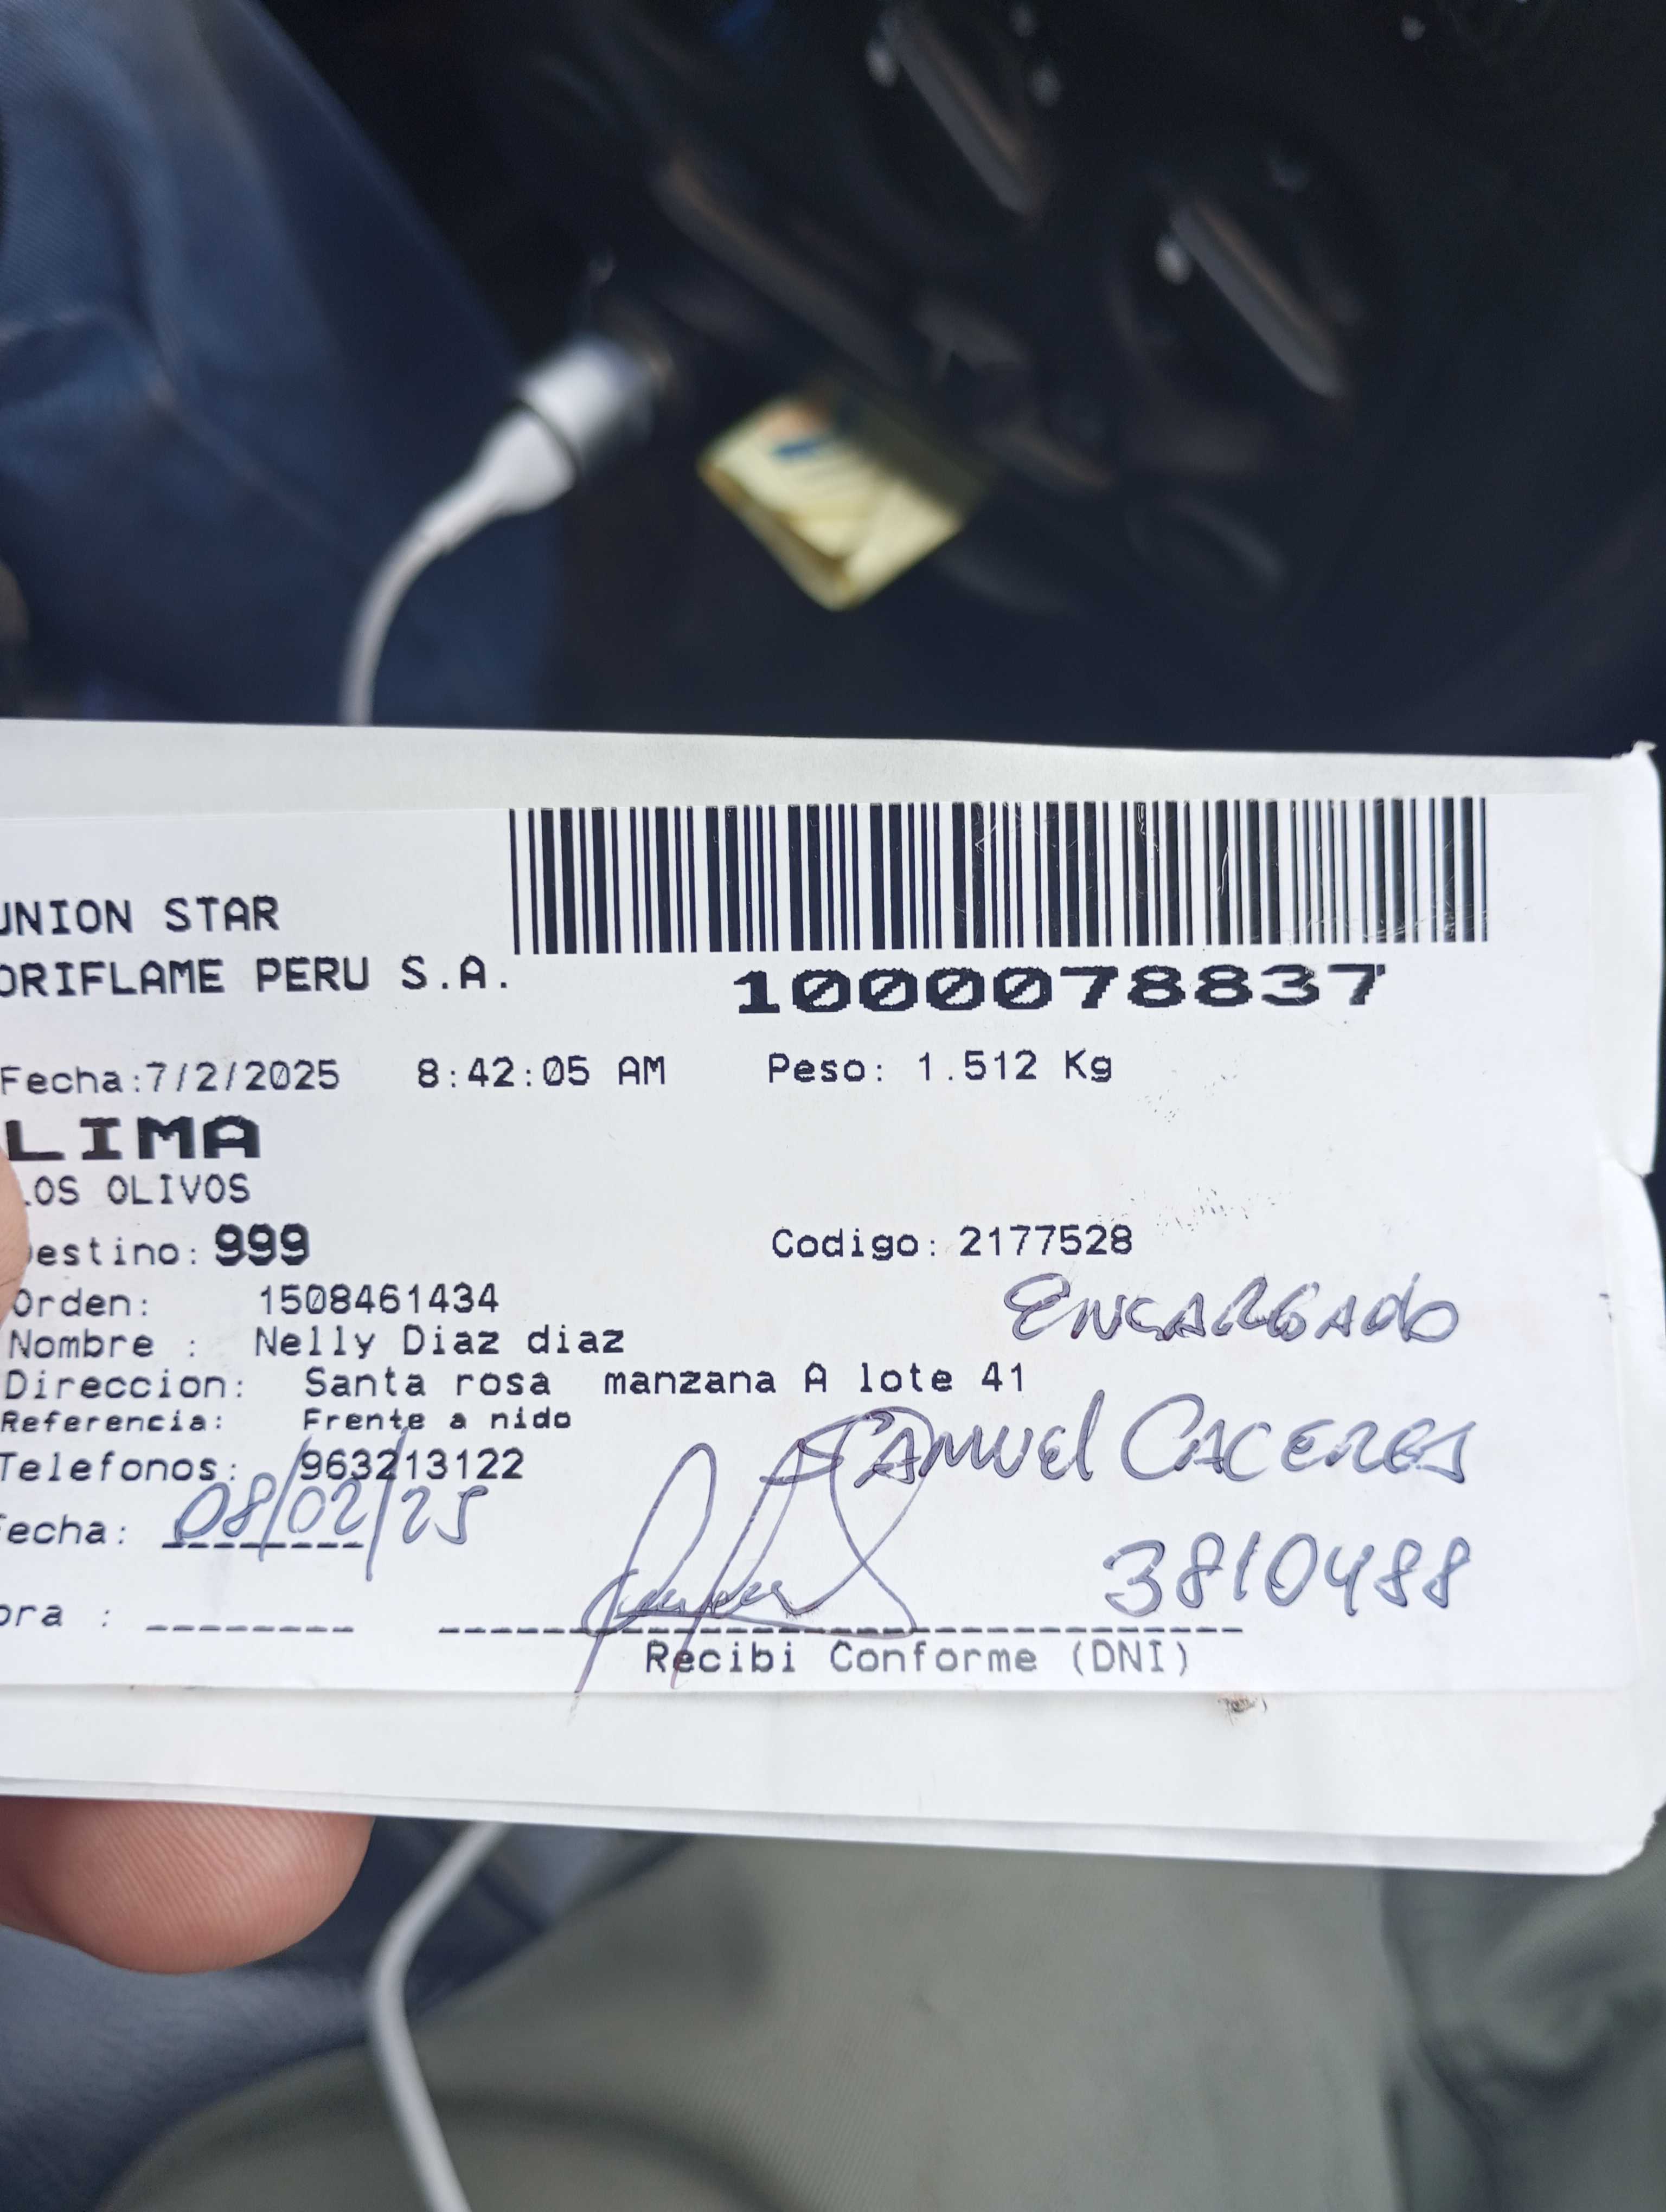 UNION STAR
ORIFLAME PERU S.A.
1000078837
Fecha:7/2/2025 8:42:05 AM Peso: 1.512 Kg
LIMA
LOS OLIVOS
Destino: 999 Codigo: 2177528
Orden: 1508461434
ENCARGADO
Nombre : Nelly Diaz diaz
Direccion: Santa rosa manzana A lote 41
Referencia: Frente a nido
SAMUEL CACERES
Telefonos: 963213122
Fecha: 08/02/25
3810488
ora :
Recibi Conforme (DNI)